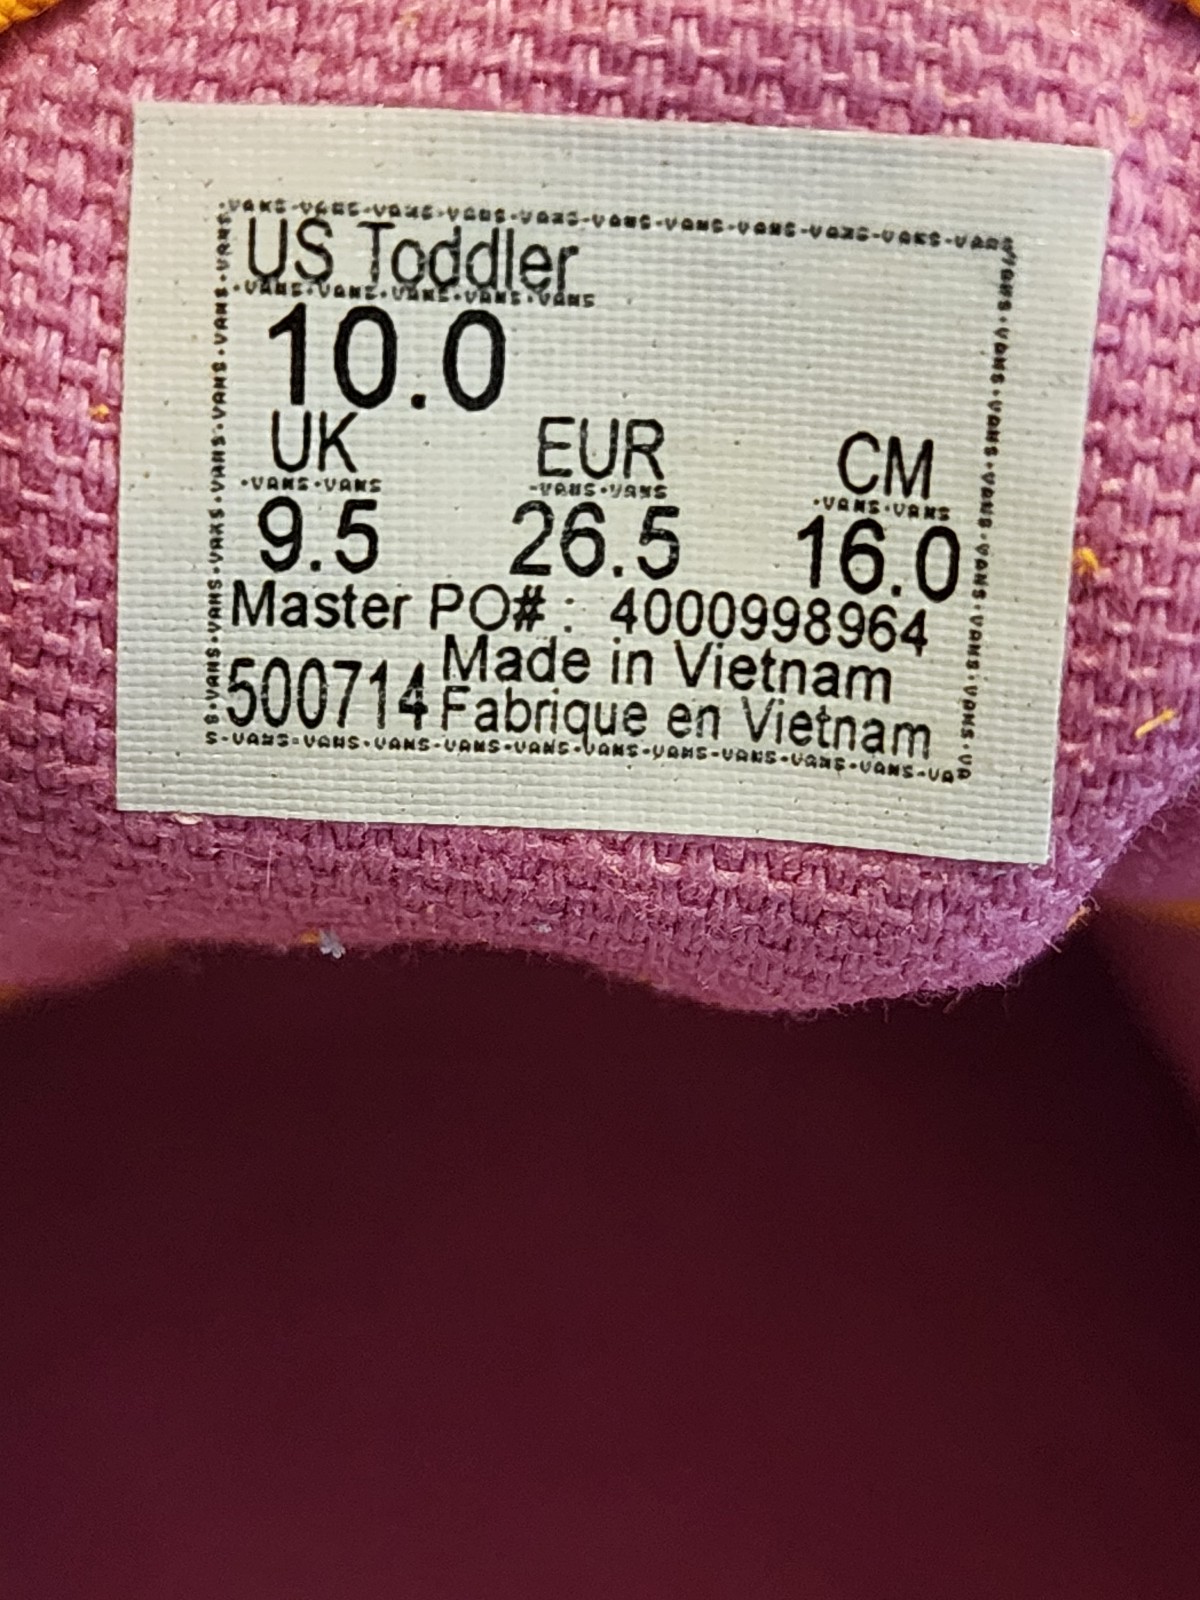 ·VANS·VANS·VANS·VANS·VANS·VANS·VANS·VANS·VANS·VANS·VANS
US Toddler
·VANS·VANS·VANS·VANS·VANS
10.0
UK EUR CM
·VANS·VANS -VANS·VANS ·VANS·VANS
9.5 26.5 16.0
Master PO# : 4000998964
500714 Made in Vietnam
Fabrique en Vietnam
S-VANS-VANS·VANS-VANS-VANS-VANS-VANS-VANS-VANS·VANS-VA